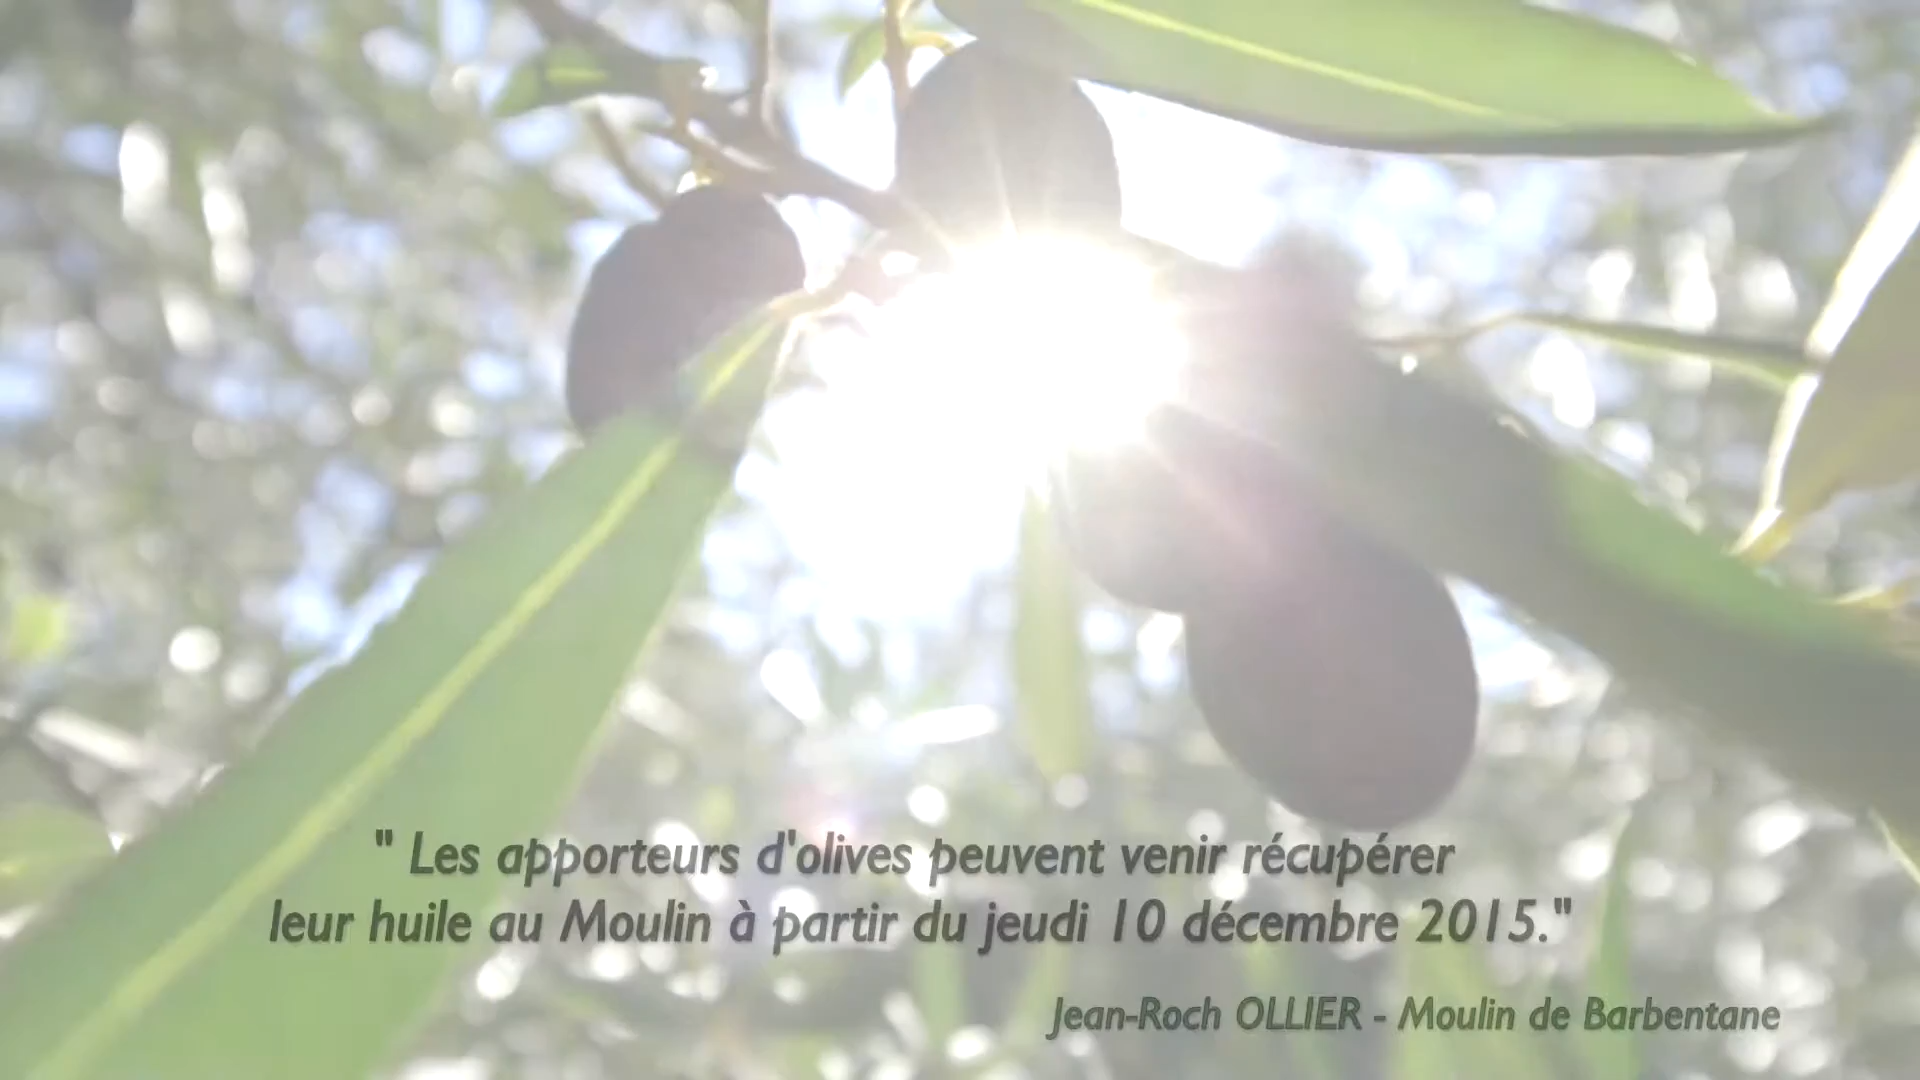 " Les apporteurs d'olives peuvent venir récupérer
leur huile au Moulin à partir du jeudi 10 décembre 2015."
Jean-Roch OLLIER - Moulin de Barbentane